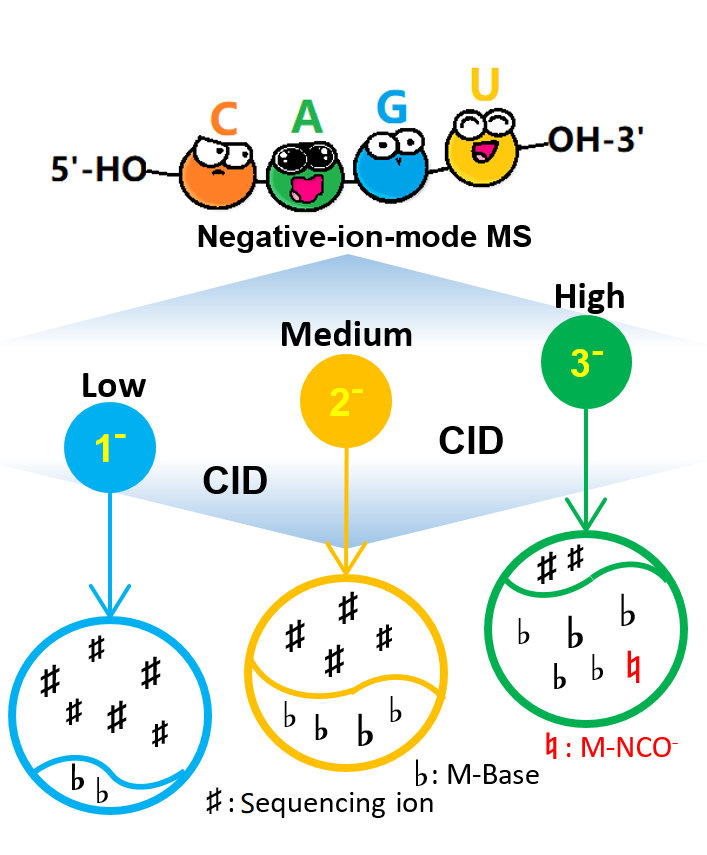 C A G U
5'-HO
OH-3'
Negative-ion-mode MS
High
3⁻
Medium
2⁻
Low
1⁻
CID
CID
♯ ♯
♭ ♭ ♭
♭ ♭ ♮
♯
♯ ♯
♯
♭ ♭ ♭ ♭
♯
♯ ♯
♯ ♯ ♯
♭ ♭
♮: M-NCO⁻
♭: M-Base
♯: Sequencing ion